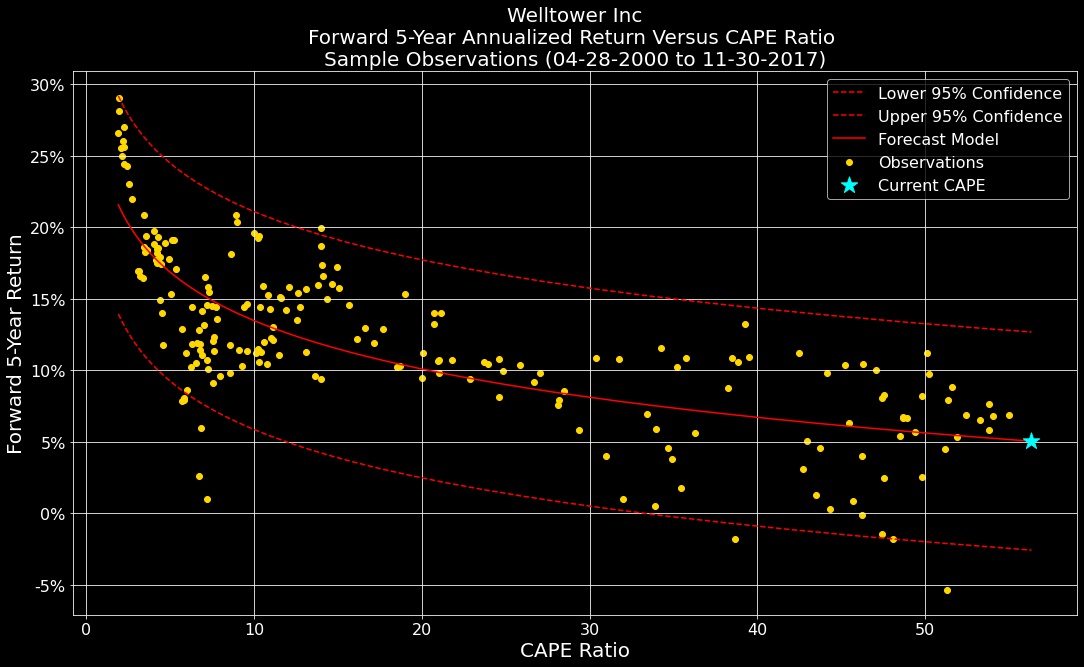 Welltower Inc
Forward 5-Year Annualized Return Versus CAPE Ratio
Sample Observations (04-28-2000 to 11-30-2017)
Lower 95% Confidence
Upper 95% Confidence
Forecast Model
Observations
Current CAPE
Forward 5-Year Return
30%
25%
20%
15%
10%
5%
0%
-5%
0 10 20 30 40 50
CAPE Ratio